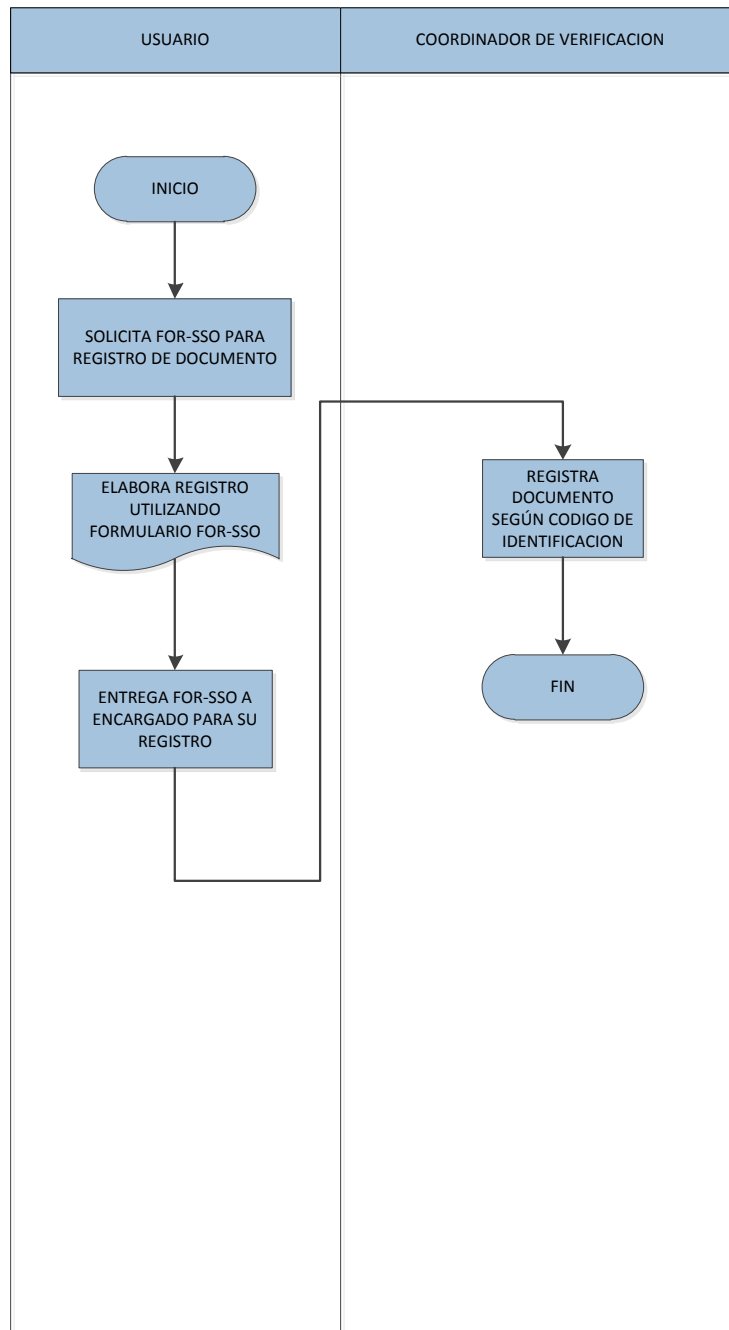 USUARIO
COORDINADOR DE VERIFICACION
INICIO
SOLICITA FOR-SSO PARA
REGISTRO DE DOCUMENTO
ELABORA REGISTRO
UTILIZANDO
FORMULARIO FOR-SSO
ENTREGA FOR-SSO A
ENCARGADO PARA SU
REGISTRO
REGISTRA
DOCUMENTO
SEGÚN CODIGO DE
IDENTIFICACION
FIN